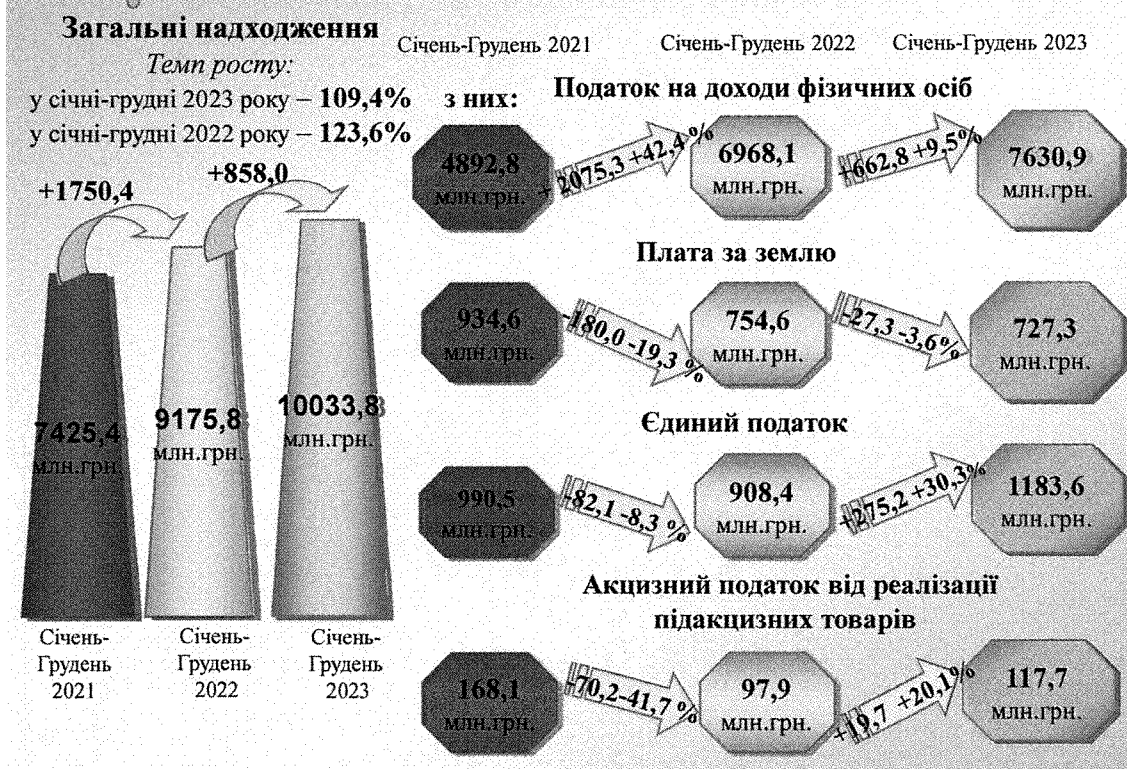 Загальні надходження
Темп росту:
у січні-грудні 2023 року – 109,4%
у січні-грудні 2022 року – 123,6%
+1750,4
+858,0
7425,4
млн.грн.
9175,8
млн.грн.
10033,8
млн.грн.
Січень-
Грудень
2021
Січень-
Грудень
2022
Січень-
Грудень
2023
Січень-Грудень 2021
Січень-Грудень 2022
Січень-Грудень 2023
з них:
Податок на доходи фізичних осіб
4892,8
млн.грн.
+ 2075,3 +42,4 %
6968,1
млн.грн.
+662,8 +9,5%
7630,9
млн.грн.
Плата за землю
934,6
млн.грн.
-180,0 -19,3 %
754,6
млн.грн.
-27,3 -3,6%
727,3
млн.грн.
Єдиний податок
990,5
млн.грн.
-82,1 -8,3 %
908,4
млн.грн.
+275,2 +30,3%
1183,6
млн.грн.
Акцизний податок від реалізації
підакцизних товарів
168,1
млн.грн.
-70,2-41,7 %
97,9
млн.грн.
+19,7 +20,1%
117,7
млн.грн.